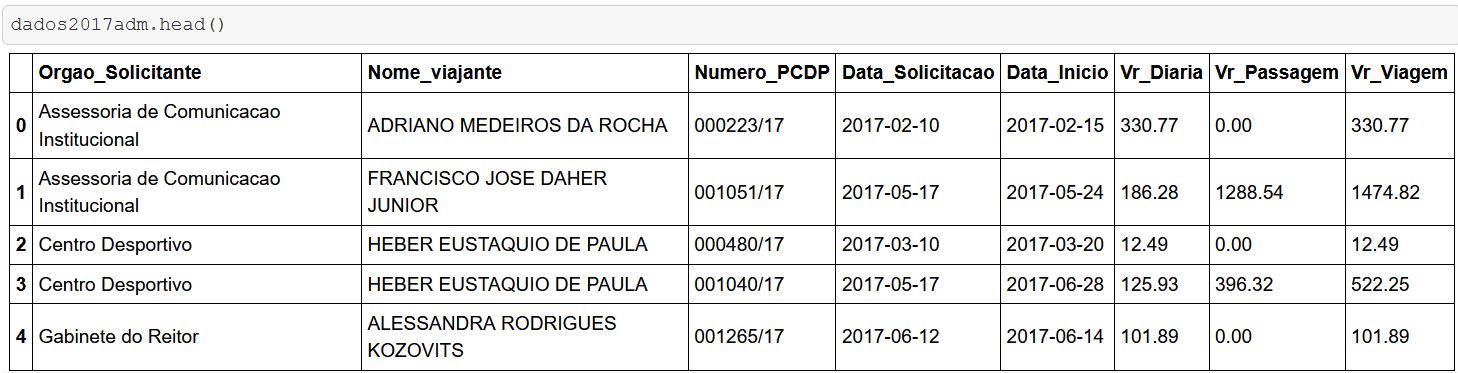 dados2017adm.head()
Orgao_Solicitante Nome_viajante Numero_PCDP Data_Solicitacao Data_Inicio Vr_Diaria Vr_Passagem Vr_Viagem
0 Assessoria de Comunicacao Institucional ADRIANO MEDEIROS DA ROCHA 000223/17 2017-02-10 2017-02-15 330.77 0.00 330.77
1 Assessoria de Comunicacao Institucional FRANCISCO JOSE DAHER JUNIOR 001051/17 2017-05-17 2017-05-24 186.28 1288.54 1474.82
2 Centro Desportivo HEBER EUSTAQUIO DE PAULA 000480/17 2017-03-10 2017-03-20 12.49 0.00 12.49
3 Centro Desportivo HEBER EUSTAQUIO DE PAULA 001040/17 2017-05-17 2017-06-28 125.93 396.32 522.25
4 Gabinete do Reitor ALESSANDRA RODRIGUES KOZOVITS 001265/17 2017-06-12 2017-06-14 101.89 0.00 101.89